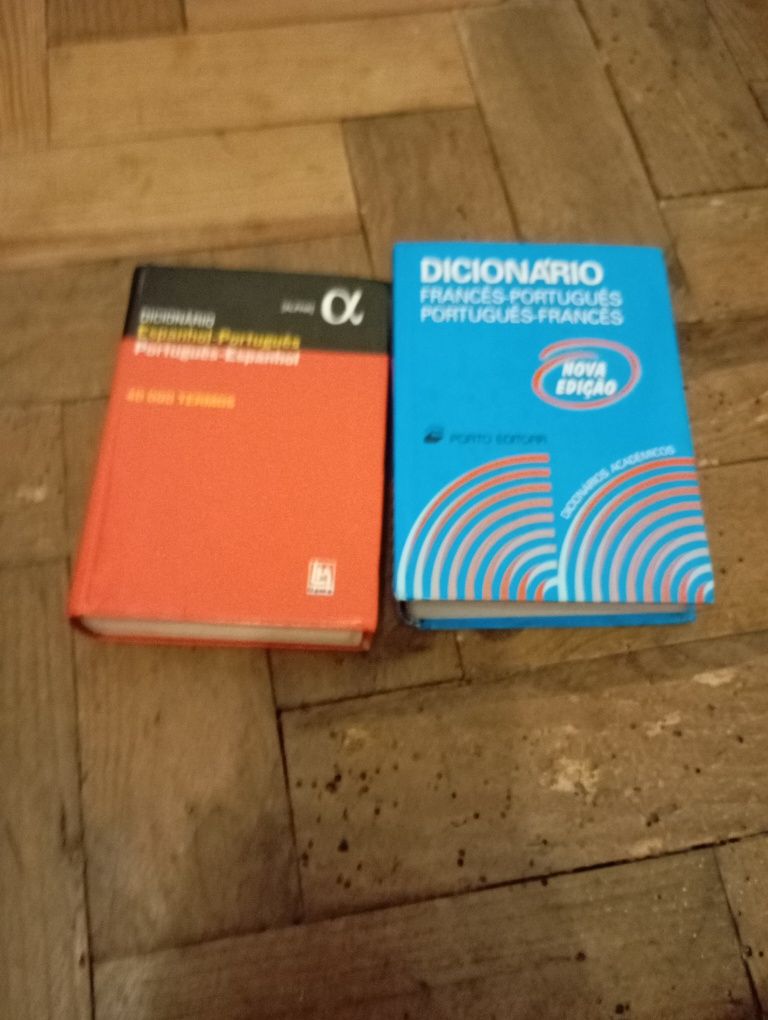 α
DICIONÁRIO
Espanhol-Português
Português-Espanhol
DICIONÁRIO
FRANCÊS-PORTUGUÊS
PORTUGUÊS-FRANCÊS
NOVA
EDIÇÃO
PORTO EDITORA
DICIONÁRIOS ACADÉMICOS